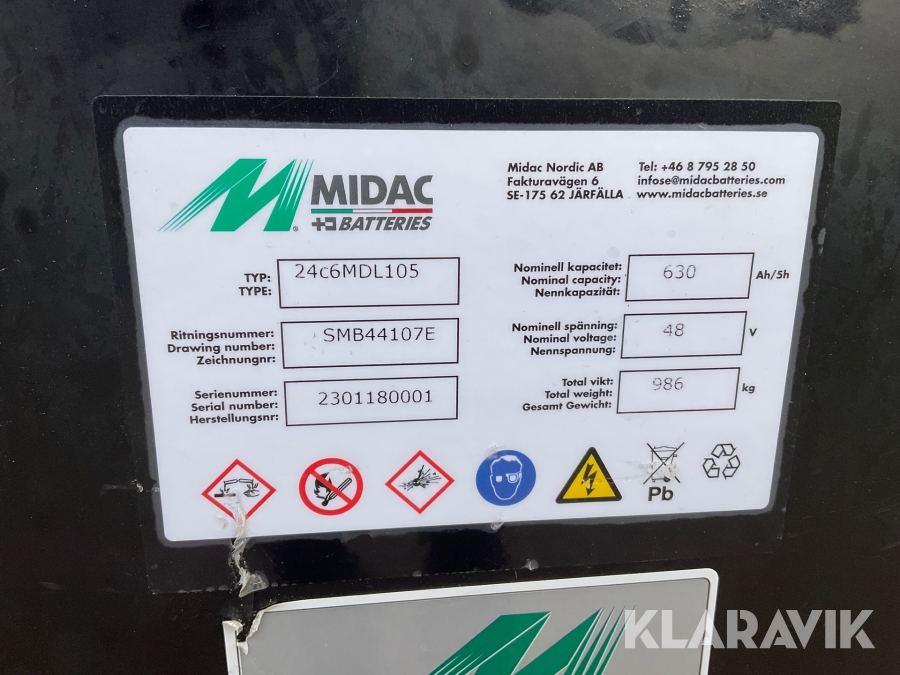 MIDAC
BATTERIES
Midac Nordic AB
Fakturavägen 6
SE-175 62 JÄRFÄLLA
Tel: +46 8 795 28 50
infose@midacbatteries.com
www.midacbatteries.se
TYP:
TYPE:
24c6MDL105
Ritningsnummer:
Drawing number:
Zeichnungnr:
SMB44107E
Serienummer:
Serial number:
Herstellungsnr:
2301180001
Nominell kapacitet:
Nominal capacity:
Nennkapazität:
630 Ah/5h
Nominell spänning:
Nominal voltage:
Nennspannung:
48 V
Total vikt:
Total weight:
Gesamt Gewicht:
986 kg
Pb
KLARAVIK